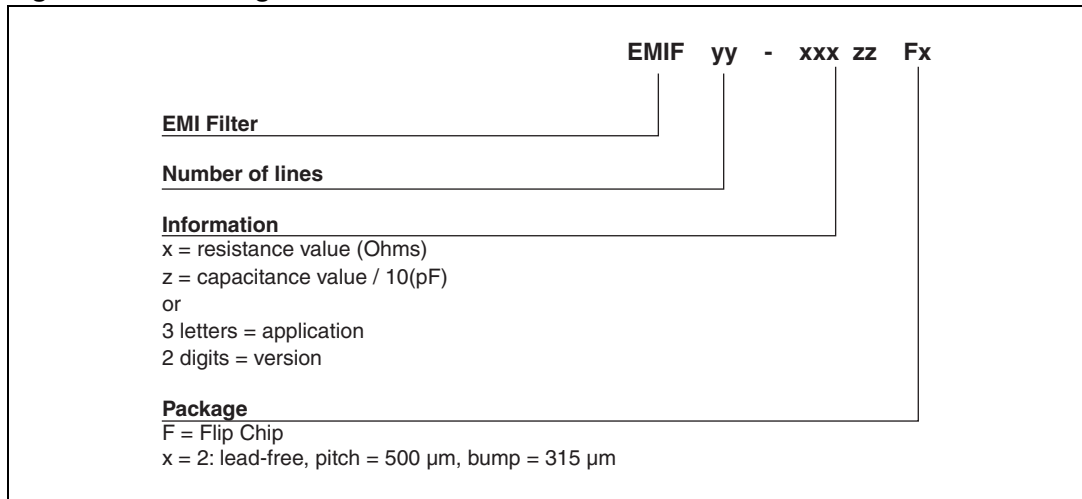 EMIF yy - xxx zz Fx
EMI Filter
Number of lines
Information
x = resistance value (Ohms)
z = capacitance value / 10(pF)
or
3 letters = application
2 digits = version
Package
F = Flip Chip
x = 2: lead-free, pitch = 500 µm, bump = 315 µm